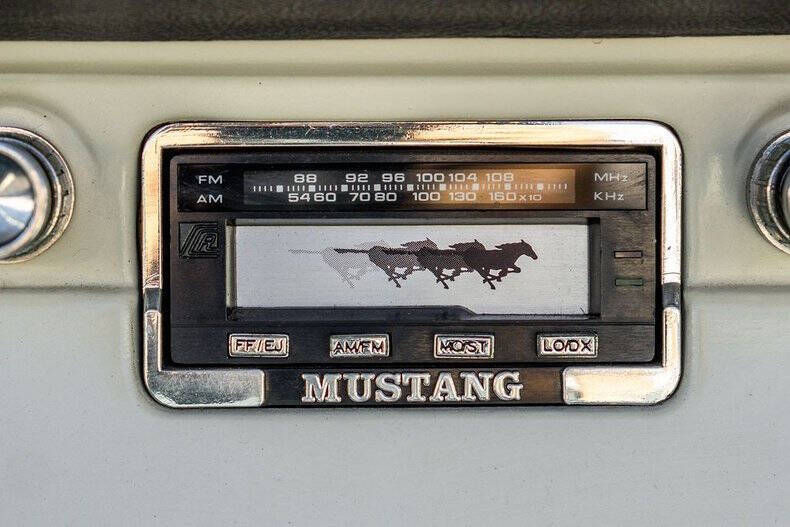 FM 88 92 96 100 104 108 MHz
AM 54 60 70 80 100 130 160 x10 KHz
FF/EJ AM/FM MO/ST LO/DX
MUSTANG